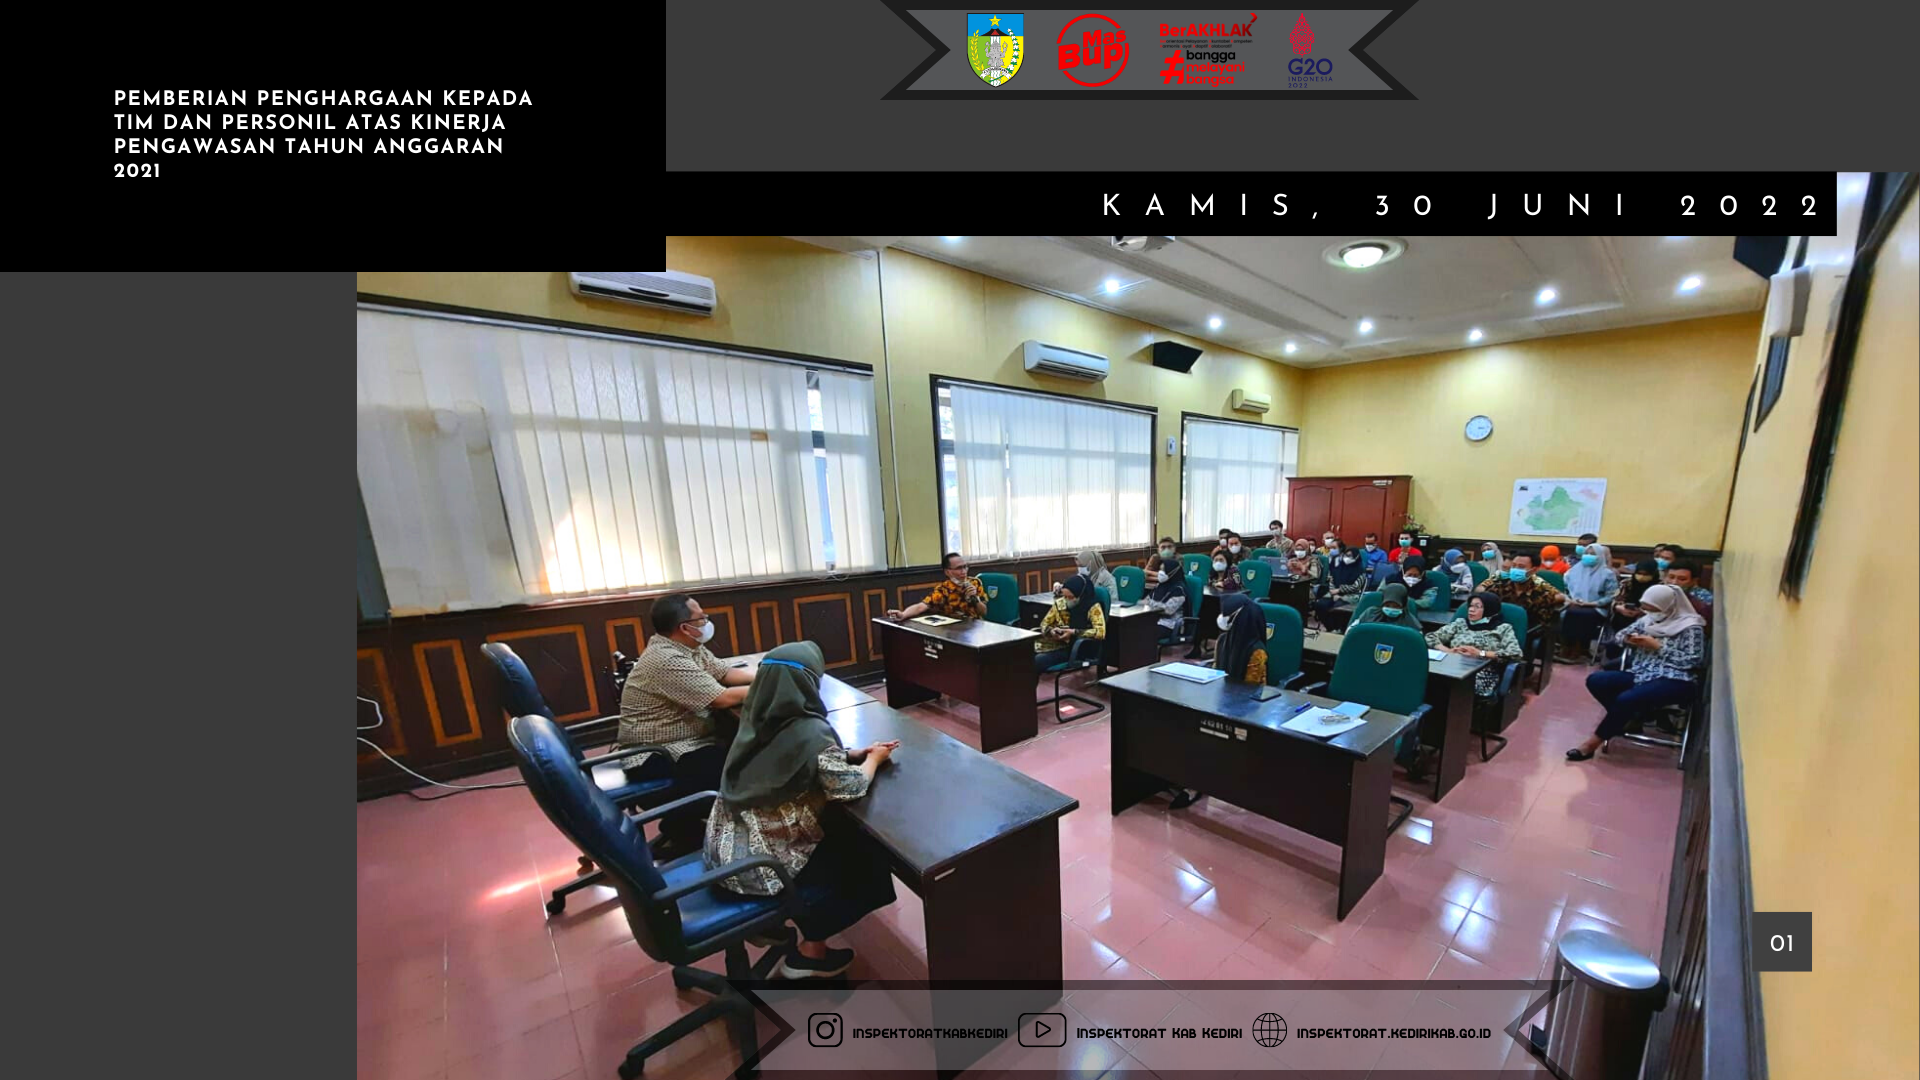 PEMBERIAN PENGHARGAAN KEPADA
TIM DAN PERSONIL ATAS KINERJA
PENGAWASAN TAHUN ANGGARAN
2021
Mas
BUP
BerAKHLAK
#bangga
melayani
bangsa
G20
INDONESIA
2022
KAMIS, 30 JUNI 2022
01
INSPEKTORATKABKEDIRI
INSPEKTORAT KAB KEDIRI
INSPEKTORAT.KEDIRIKAB.GO.ID